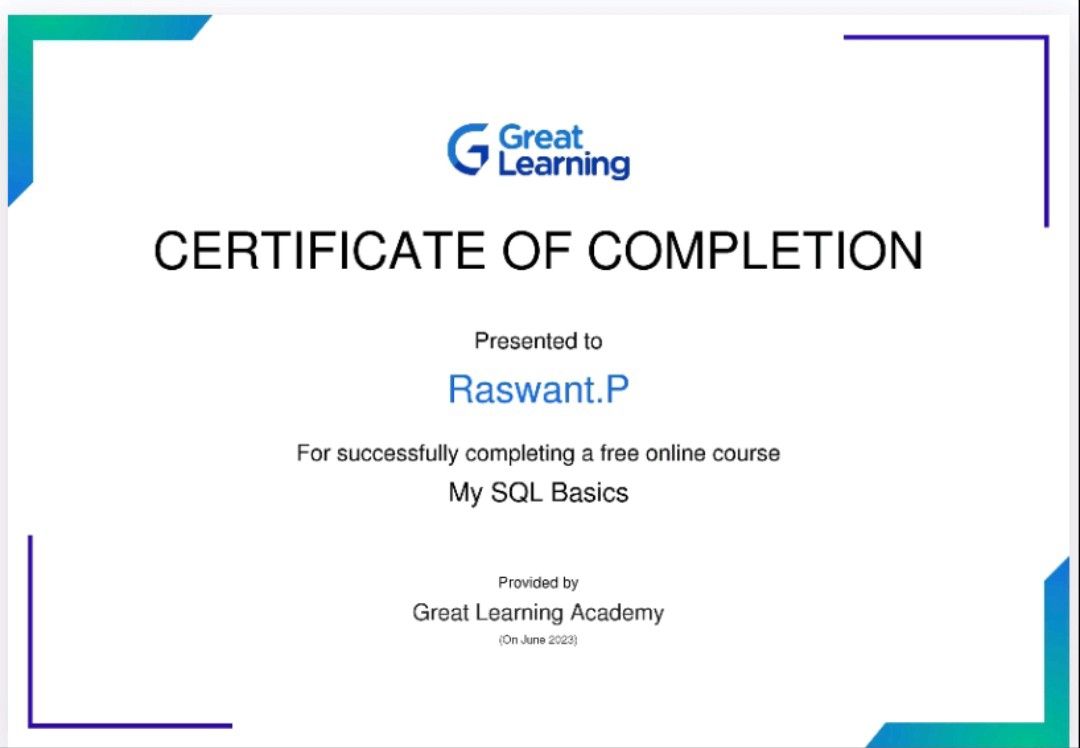 Great
Learning
CERTIFICATE OF COMPLETION
Presented to
Raswant.P
For successfully completing a free online course
My SQL Basics
Provided by
Great Learning Academy
(On June 2023)